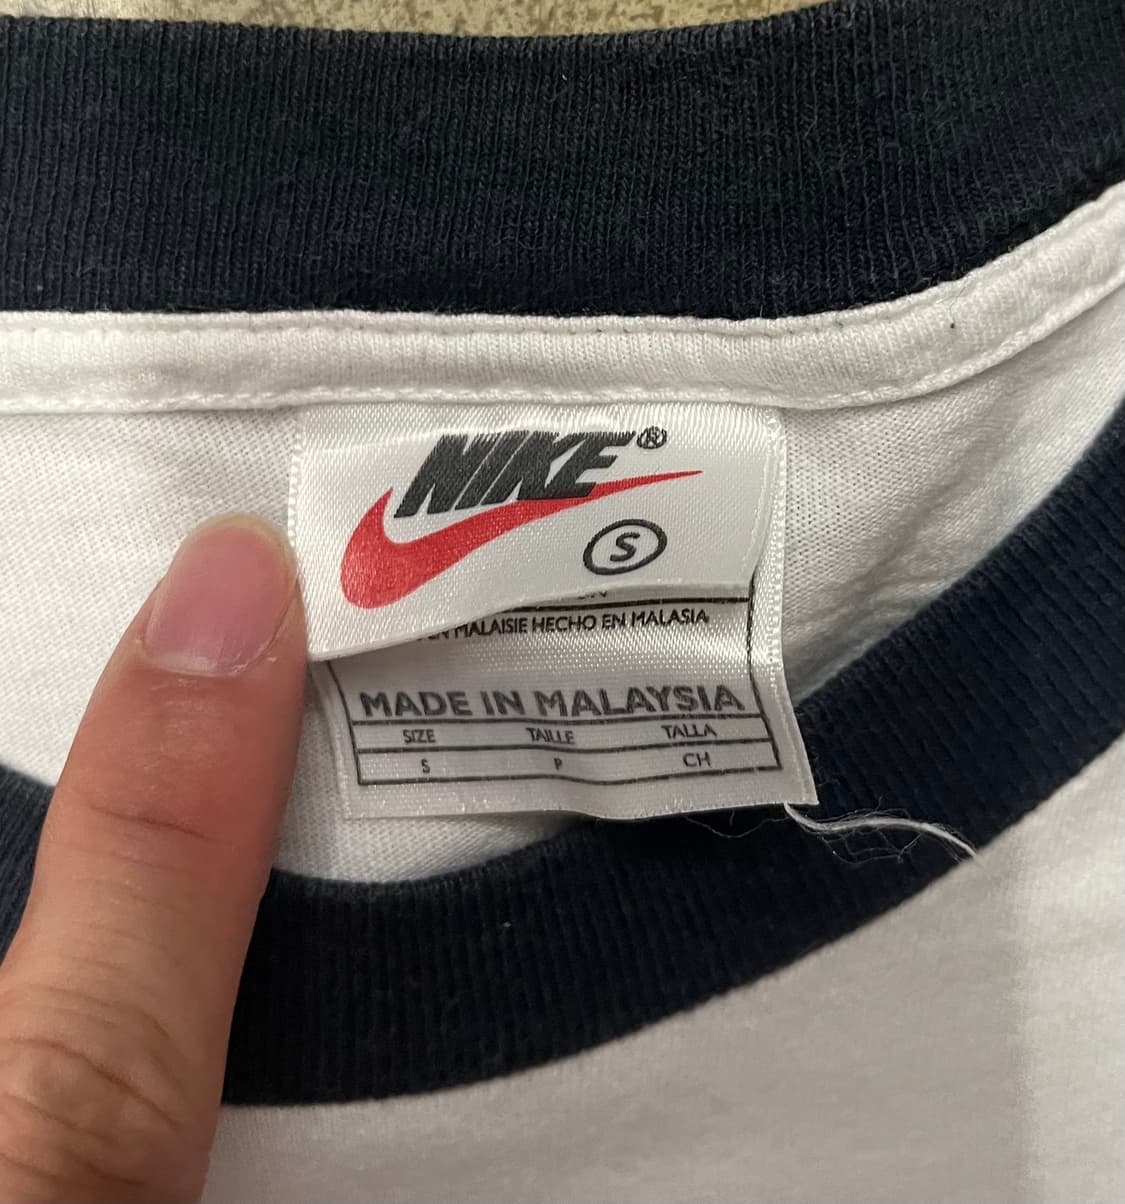 NIKE®
S
MALAISIE HECHO EN MALASIA
MADE IN MALAYSIA
SIZE TAILLE TALLA
S P CH